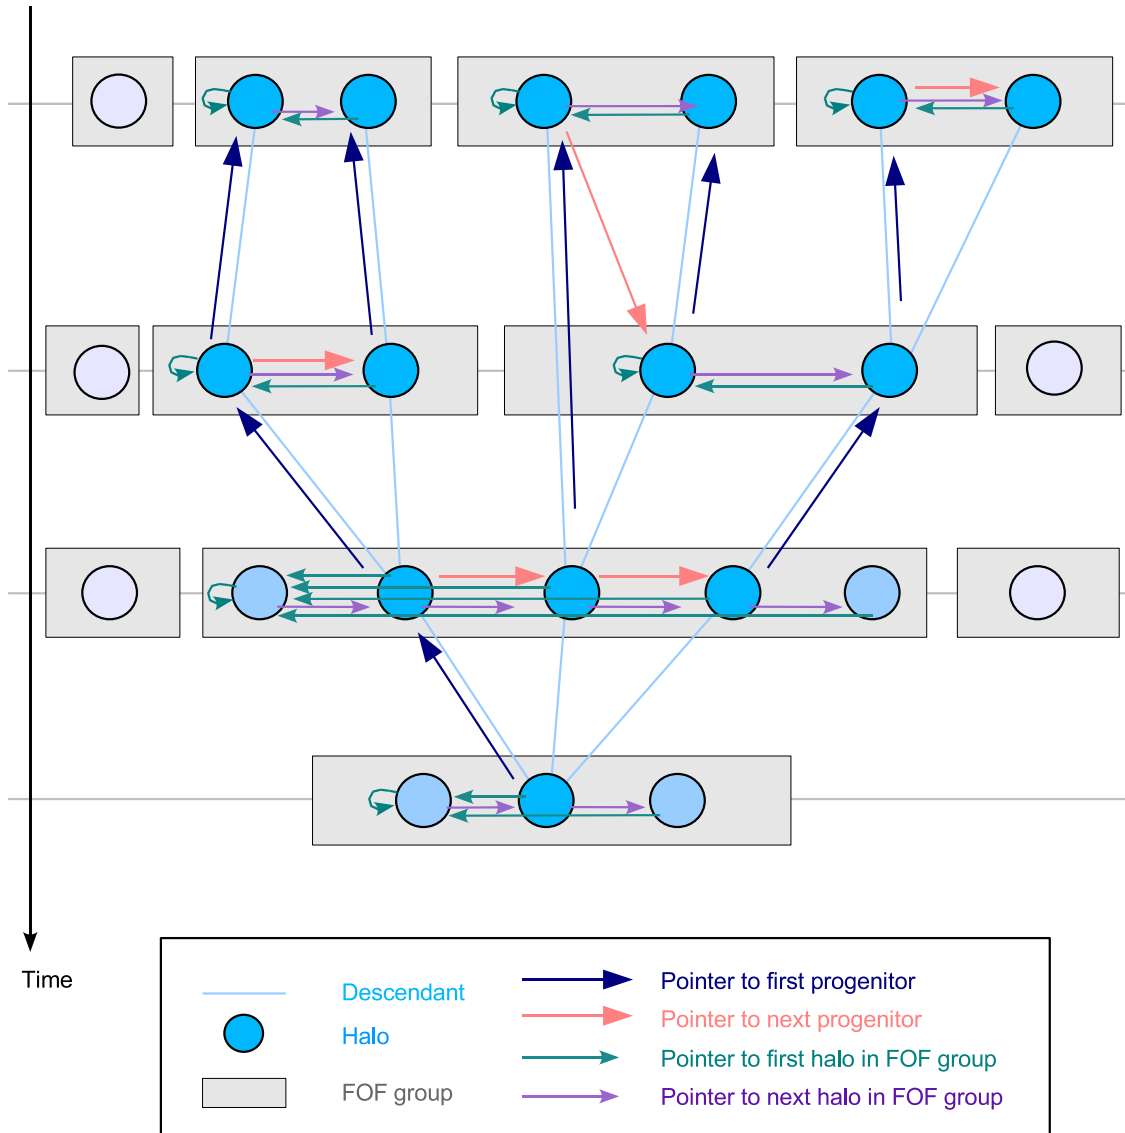 Time
Descendant
Halo
FOF group
Pointer to first progenitor
Pointer to next progenitor
Pointer to first halo in FOF group
Pointer to next halo in FOF group